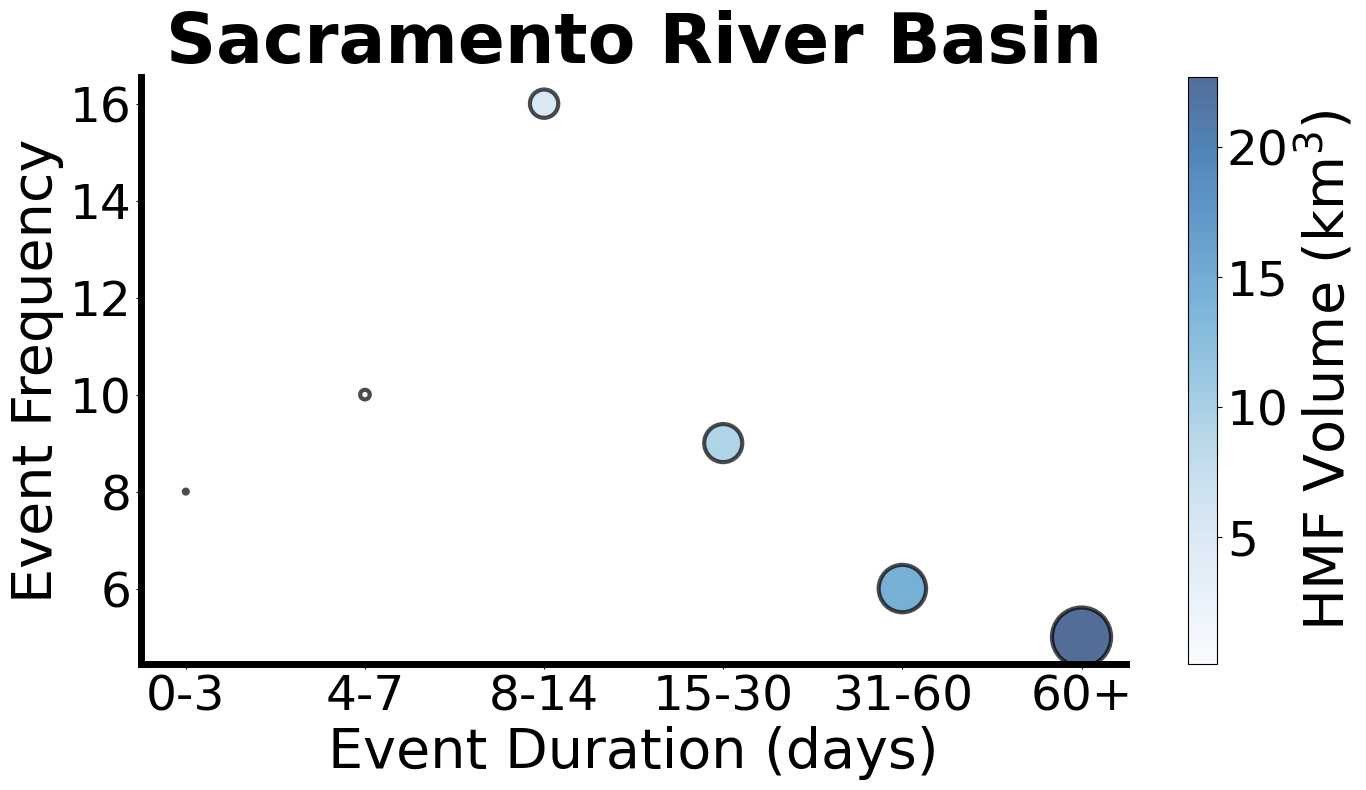 Sacramento River Basin
Event Frequency
16
14
12
10
8
6
0-3 4-7 8-14 15-30 31-60 60+
Event Duration (days)
20
15
10
5
HMF Volume (km³)